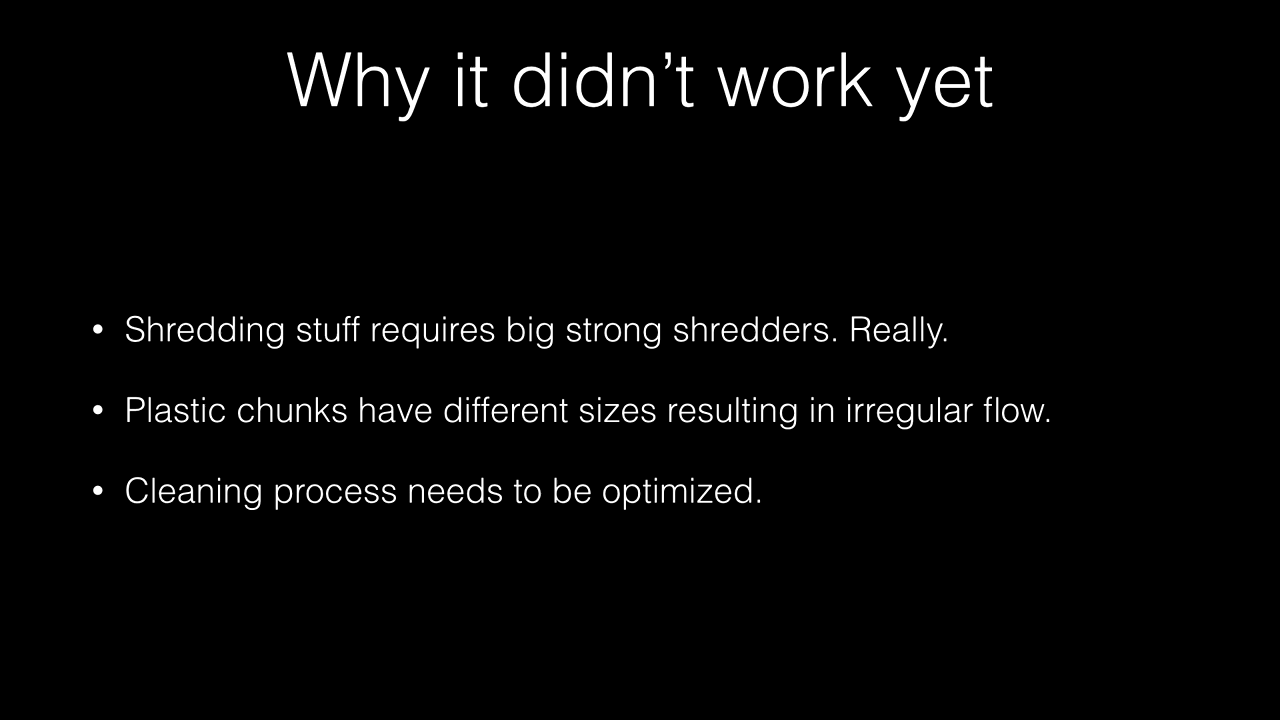 Why it didn’t work yet
• Shredding stuff requires big strong shredders. Really.
• Plastic chunks have different sizes resulting in irregular flow.
• Cleaning process needs to be optimized.